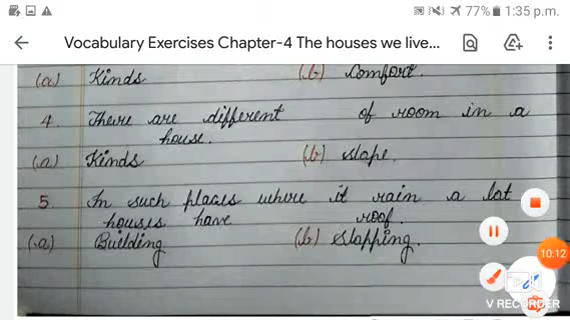 77% 1:35 p.m.
Vocabulary Exercises Chapter-4 The houses we live...
(a) Kinds (b) Comfort.
4. There are different of room in a
house.
(a) Kinds (b) slope.
5. In such places where it rain a lot
houses have roof.
(a) Building (b) Slopping.
10:12
V RECORDER